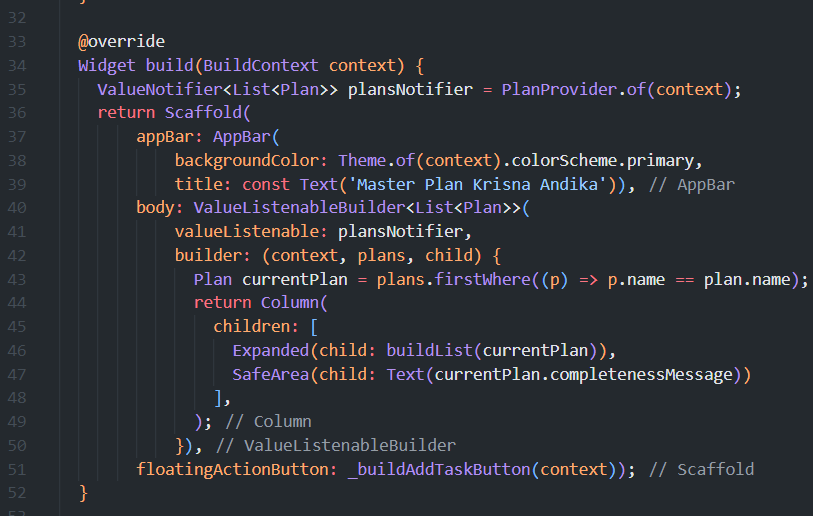 32 }
33 @override
34 Widget build(BuildContext context) {
35 ValueNotifier<List<Plan>> plansNotifier = PlanProvider.of(context);
36 return Scaffold(
37 appBar: AppBar(
38 backgroundColor: Theme.of(context).colorScheme.primary,
39 title: const Text('Master Plan Krisna Andika')), // AppBar
40 body: ValueListenableBuilder<List<Plan>>(
41 valueListenable: plansNotifier,
42 builder: (context, plans, child) {
43 Plan currentPlan = plans.firstWhere((p) => p.name == plan.name);
44 return Column(
45 children: [
46 Expanded(child: buildList(currentPlan)),
47 SafeArea(child: Text(currentPlan.completenessMessage))
48 ],
49 ); // Column
50 }), // ValueListenableBuilder
51 floatingActionButton: _buildAddTaskButton(context)); // Scaffold
52 }